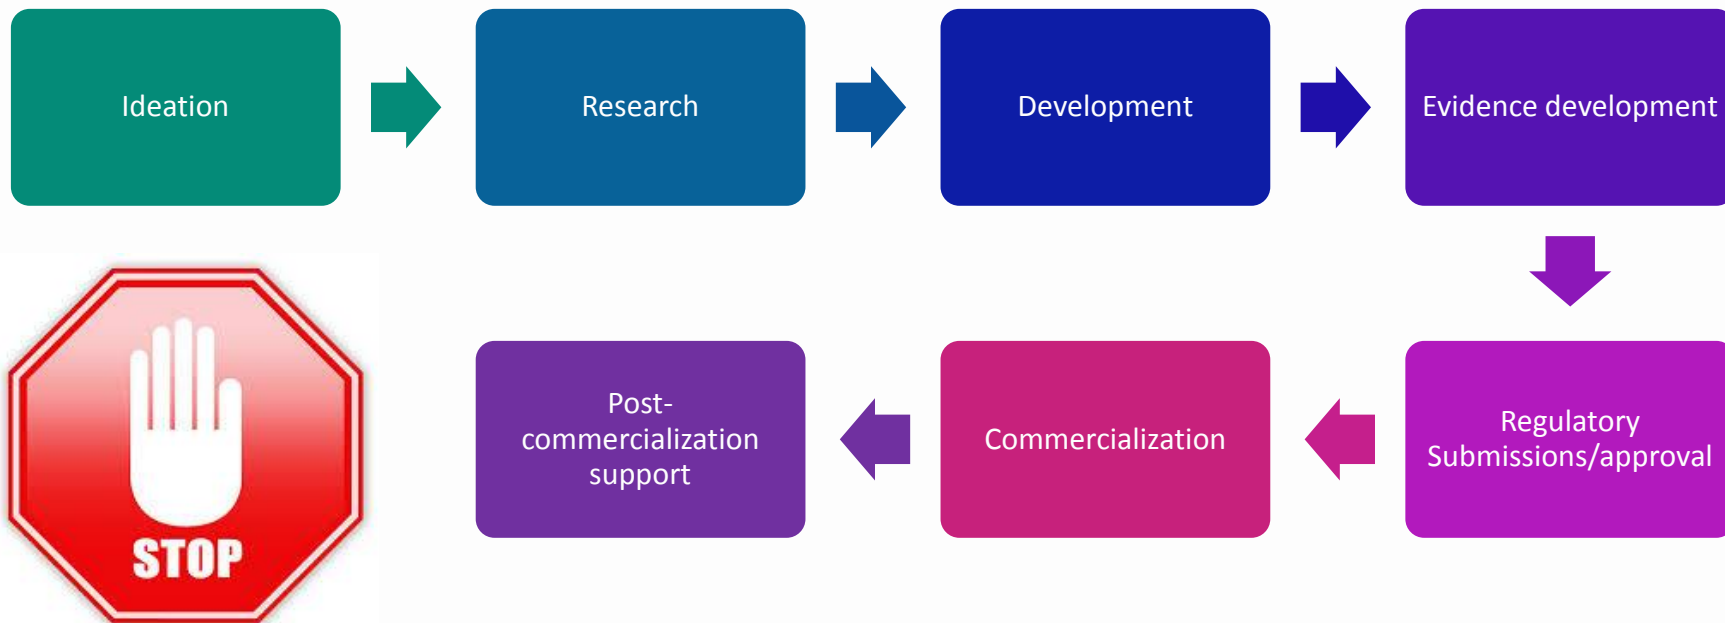 Ideation
Research
Development
Evidence development
Regulatory
Submissions/approval
Commercialization
Post-
commercialization
support
STOP